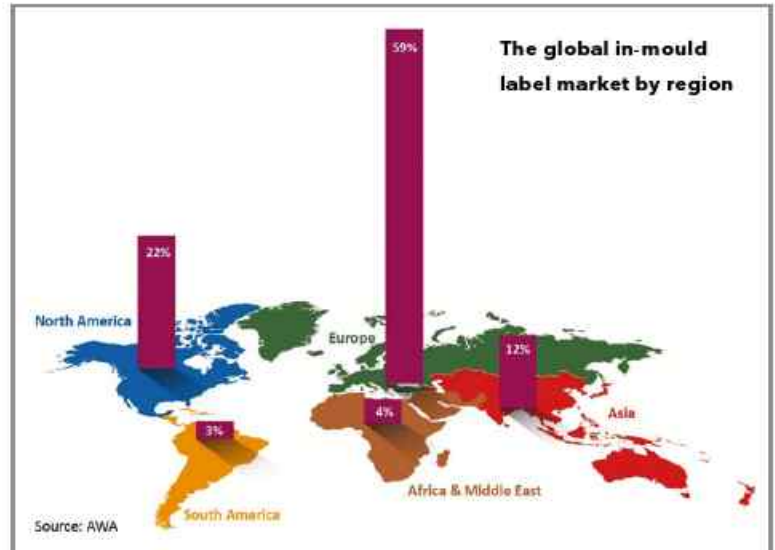 The global in-mould
label market by region
59%
22%
North America
Europe
12%
4%
Asia
3%
Africa & Middle East
South America
Source: AWA